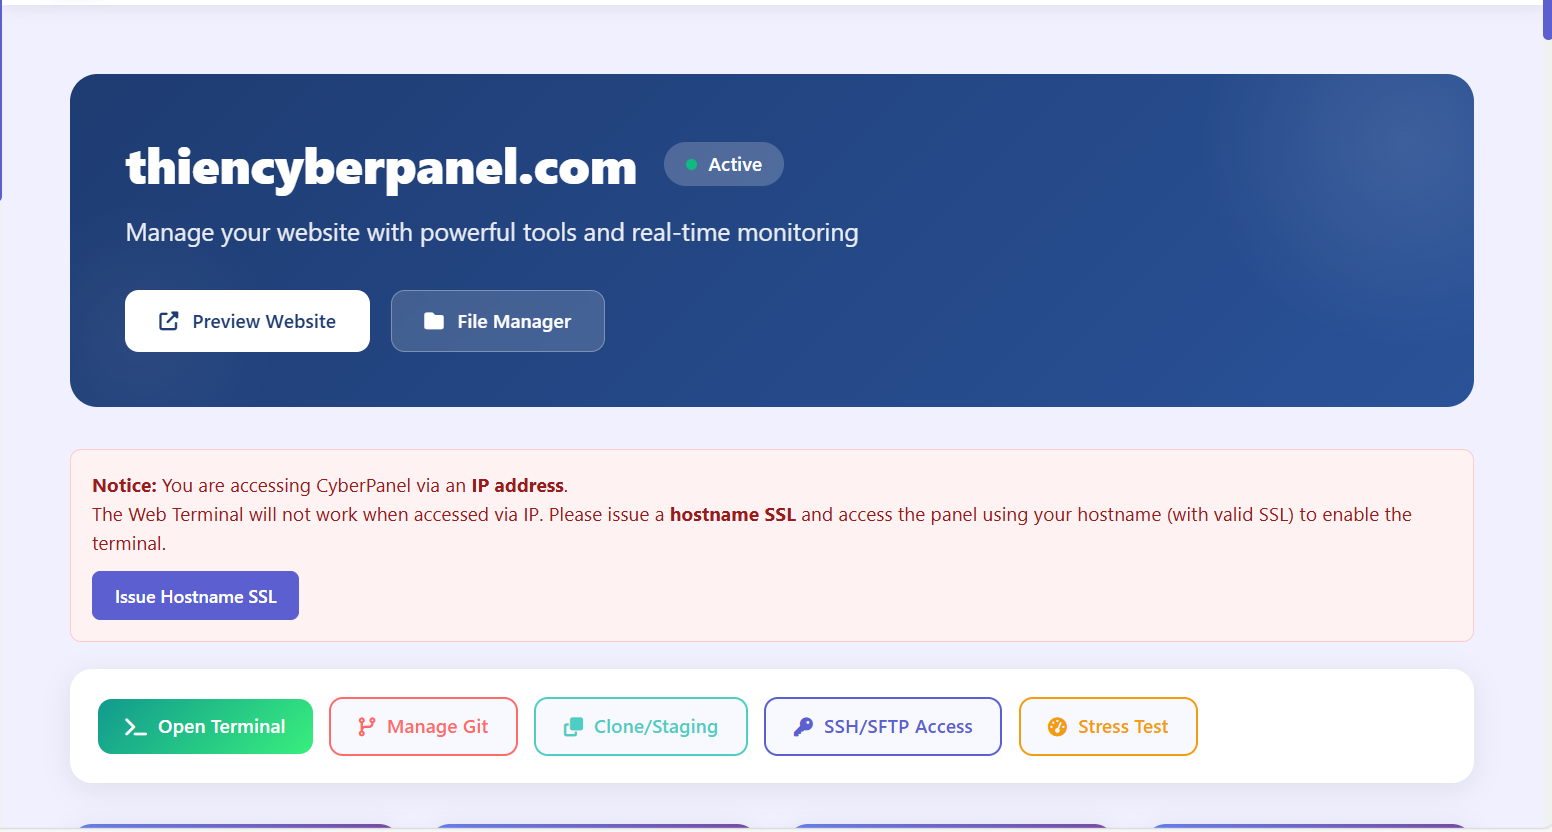 thiencyberpanel.com
Active
Manage your website with powerful tools and real-time monitoring
Preview Website
File Manager
Notice: You are accessing CyberPanel via an IP address.
The Web Terminal will not work when accessed via IP. Please issue a hostname SSL and access the panel using your hostname (with valid SSL) to enable the
terminal.
Issue Hostname SSL
Open Terminal
Manage Git
Clone/Staging
SSH/SFTP Access
Stress Test